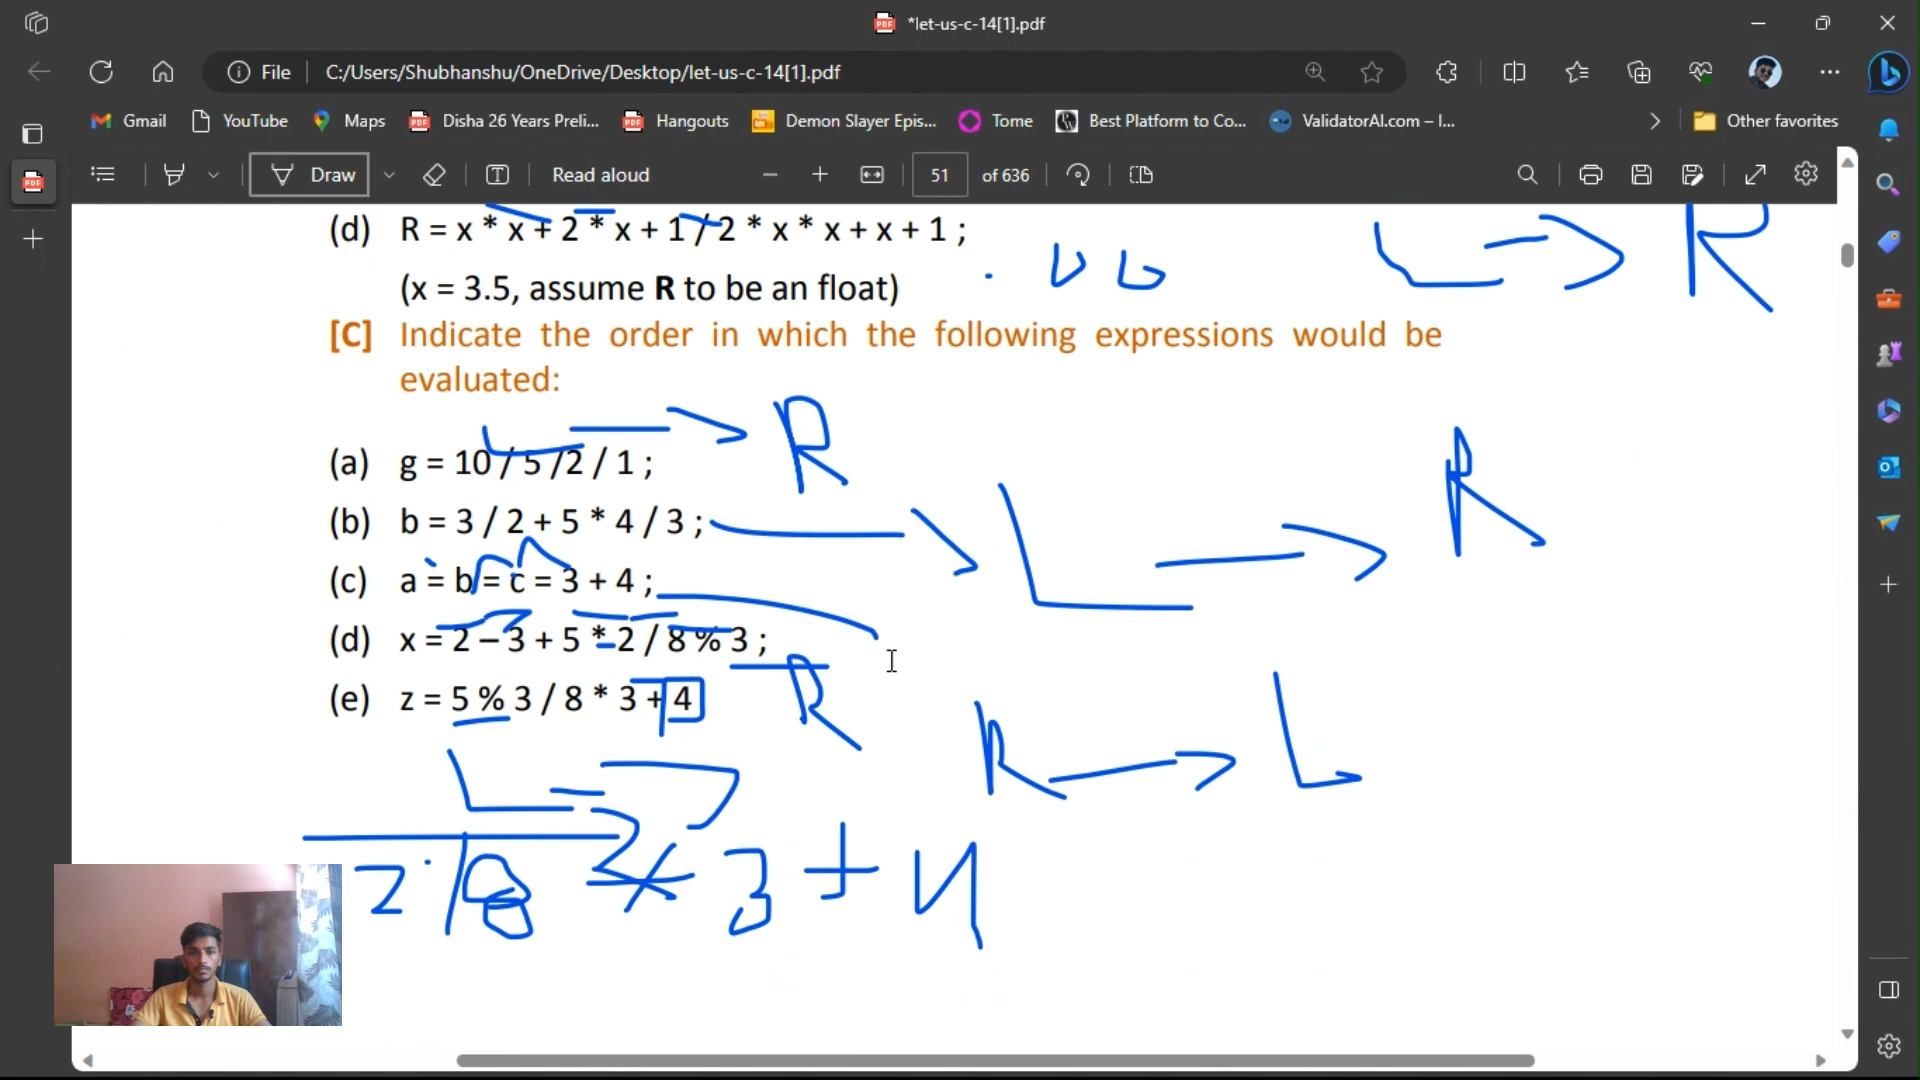 *let-us-c-14[1].pdf
File C:/Users/Shubhanshu/OneDrive/Desktop/let-us-c-14[1].pdf
Gmail YouTube Maps Disha 26 Years Preli... Hangouts Demon Slayer Epis... Tome Best Platform to Co... ValidatorAI.com – I... Other favorites
Draw Read aloud 51 of 636
(d) R = x * x + 2 * x + 1 / 2 * x * x + x + 1 ;
(x = 3.5, assume R to be an float)
[C] Indicate the order in which the following expressions would be
evaluated:
(a) g = 10 / 5 /2 / 1 ;
(b) b = 3 / 2 + 5 * 4 / 3 ;
(c) a = b = c = 3 + 4 ;
(d) x = 2 – 3 + 5 * 2 / 8 % 3 ;
(e) z = 5 % 3 / 8 * 3 + 4
L → R
R
L → R
R
R → L
L
2 / 8 * 3 + 4